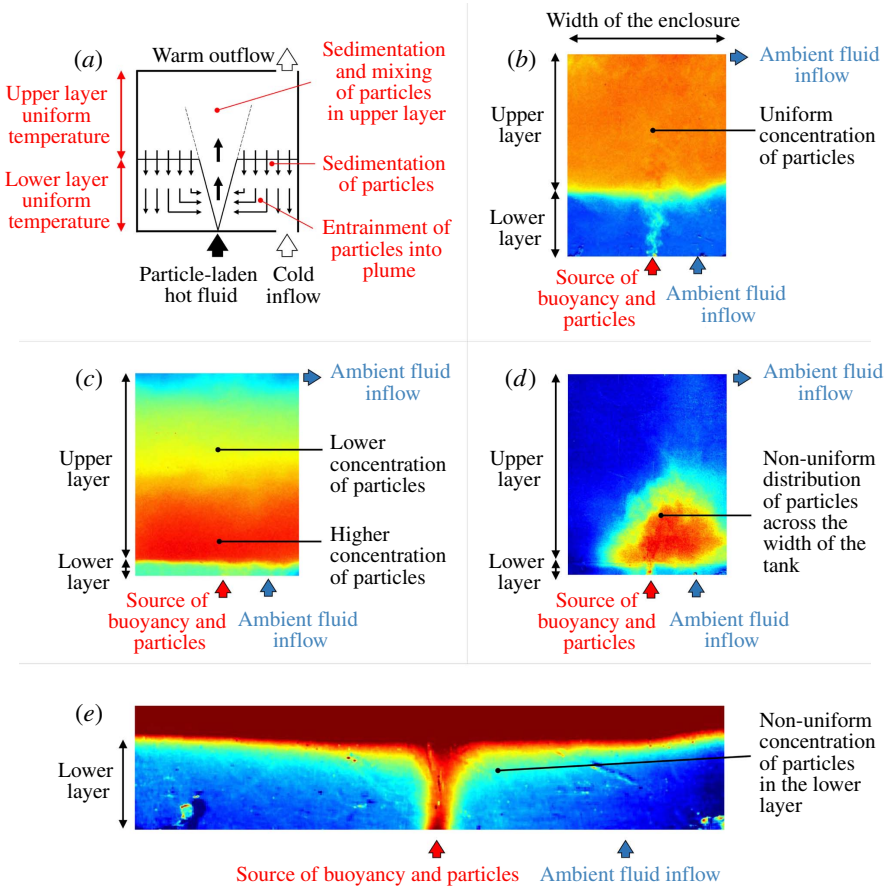 (a)
Warm outflow
Sedimentation
and mixing
of particles
in upper layer
Upper layer
uniform
temperature
Sedimentation
of particles
Lower layer
uniform
temperature
Entrainment of
particles into
plume
Particle-laden
hot fluid
Cold
inflow
Width of the enclosure
(b)
Ambient fluid
inflow
Upper
layer
Uniform
concentration
of particles
Lower
layer
Source of
buoyancy and
particles
Ambient fluid
inflow
(c)
Ambient fluid
inflow
Upper
layer
Lower
concentration
of particles
Higher
concentration
of particles
Lower
layer
Source of
buoyancy and
particles
Ambient fluid
inflow
(d)
Ambient fluid
inflow
Upper
layer
Non-uniform
distribution
of particles
across the
width of the
tank
Lower
layer
Source of
buoyancy and
particles
Ambient fluid
inflow
(e)
Lower
layer
Non-uniform
concentration
of particles
in the lower
layer
Source of buoyancy and particles
Ambient fluid inflow